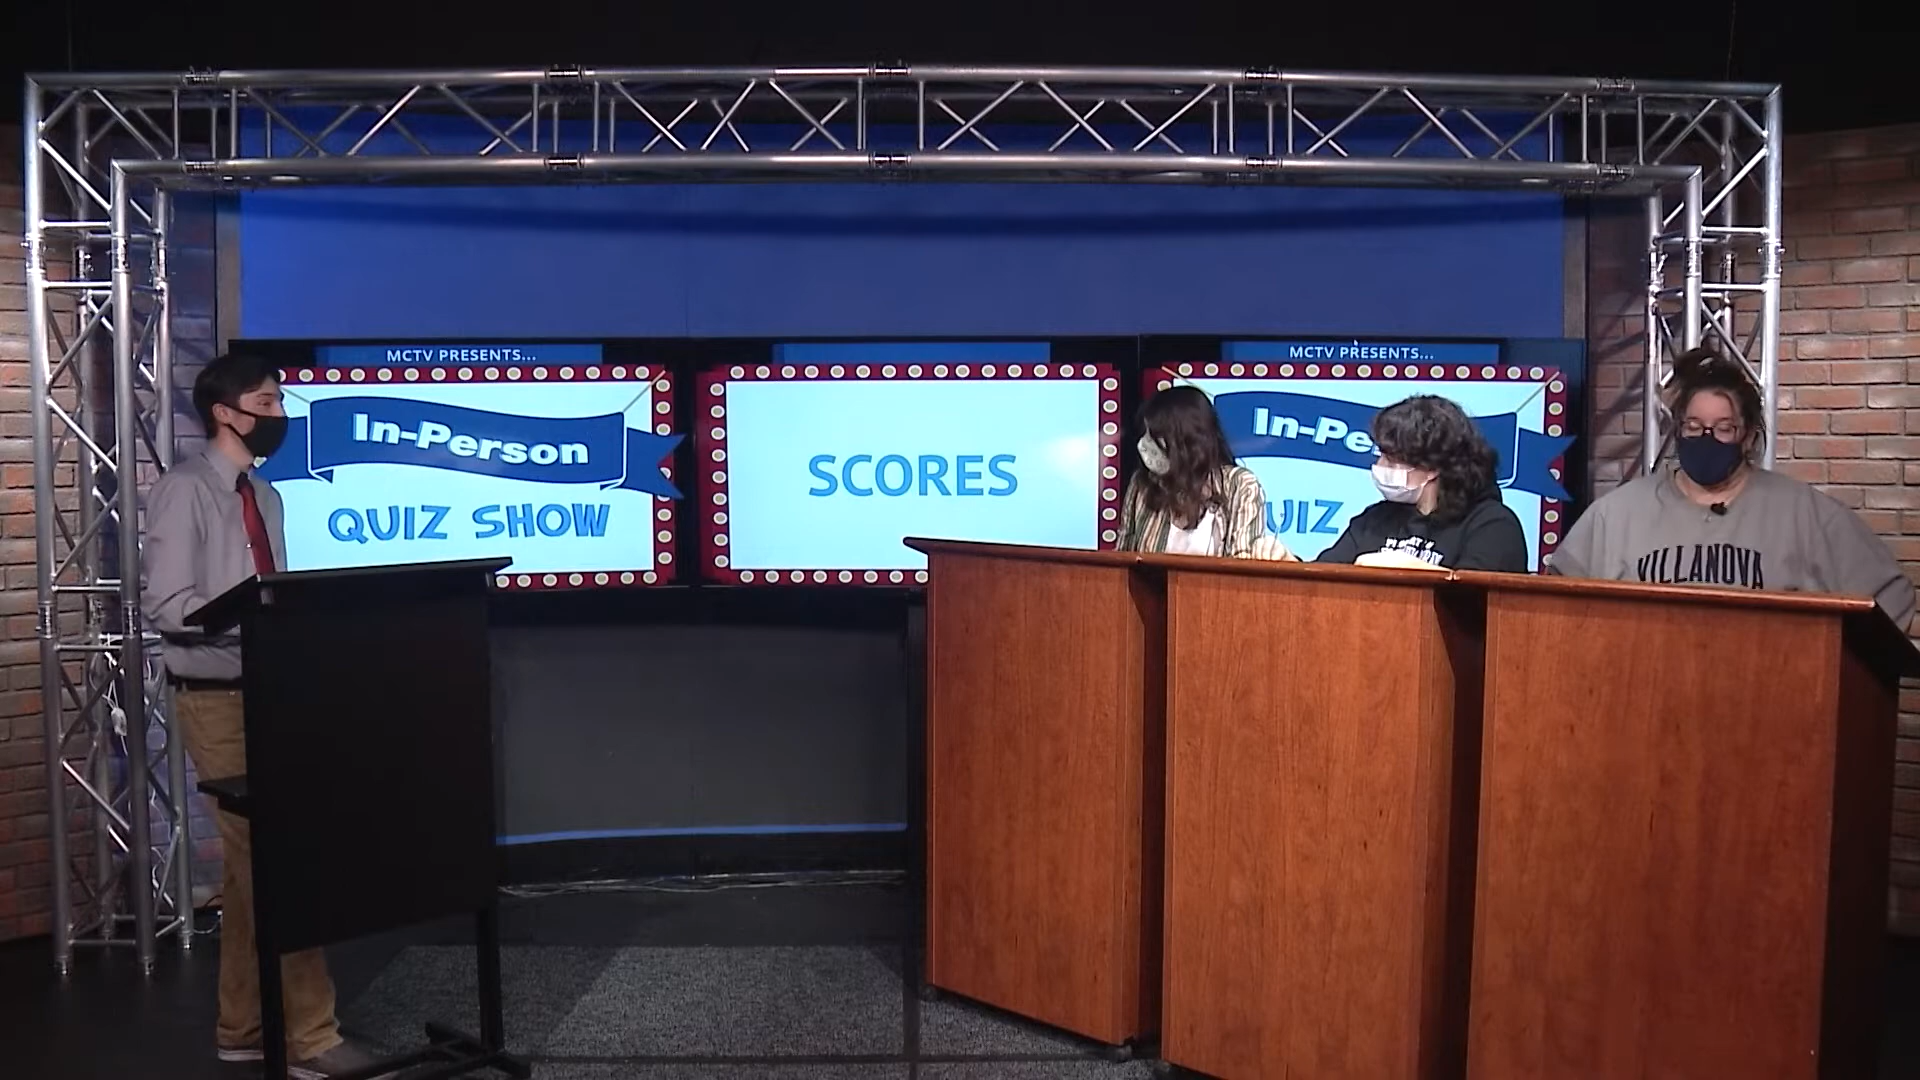 MCTV PRESENTS...
In-Person
QUIZ SHOW
SCORES
MCTV PRESENTS...
In-Pe
UIZ
VILLANOVA